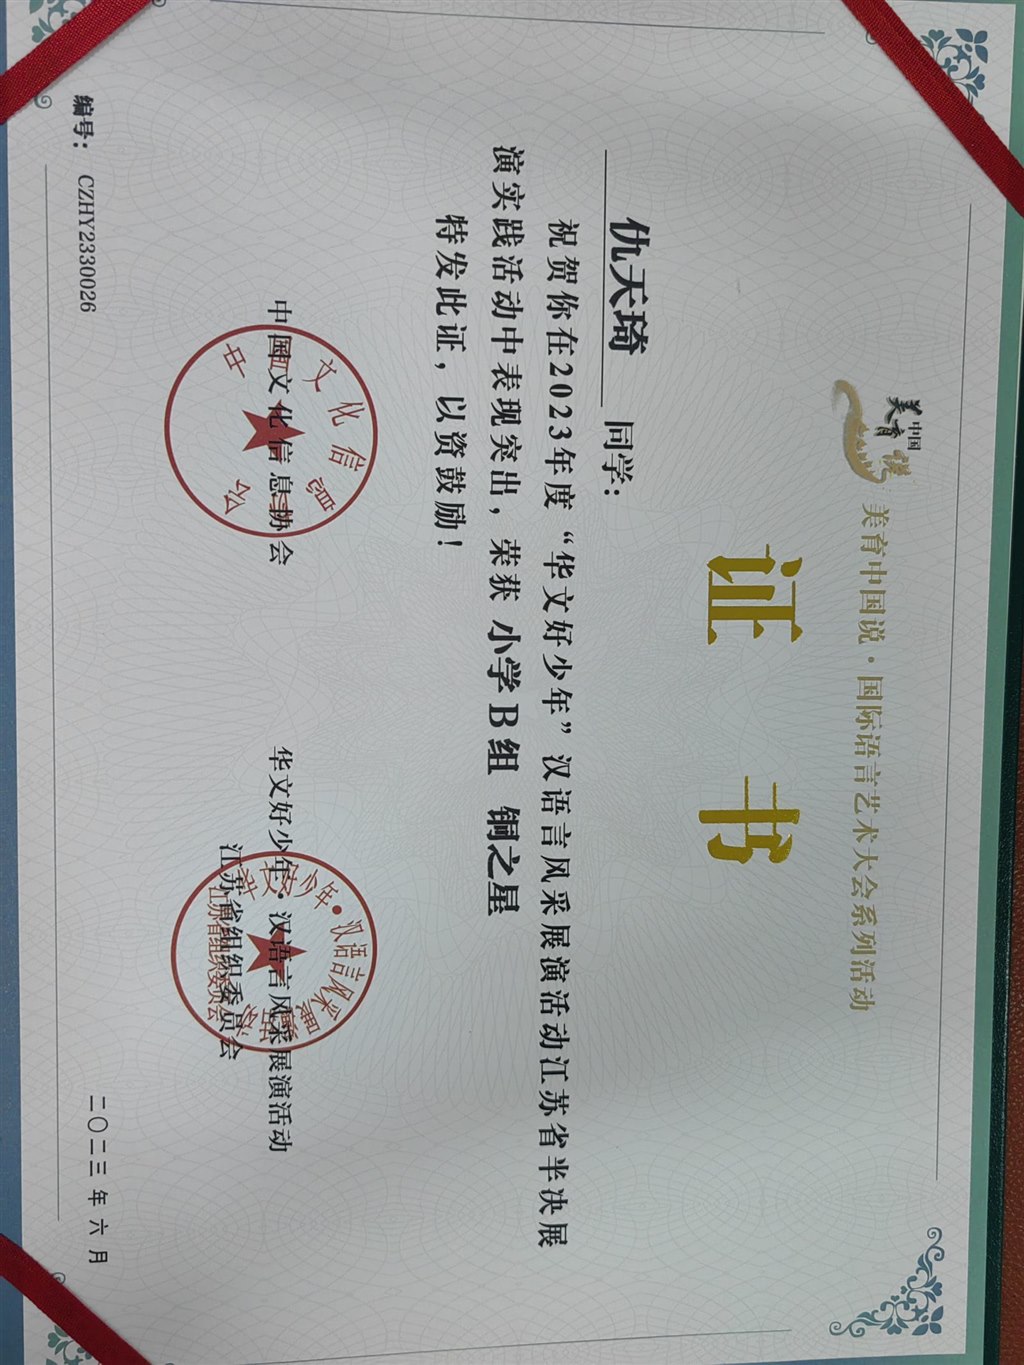 美育中国说
美育中国说·国际语言艺术大会系列活动
证书
仇天琦 同学：
祝贺你在2023年度“华文好少年”汉语言风采展演活动江苏省半决展
演实践活动中表现突出，荣获 小学B组 铜之星
特发此证，以资鼓励！
中国文化信息协会
华文好少年·汉语言风采展演活动
江苏省组织委员会
编号：CZHY2330026
二〇二三年六月